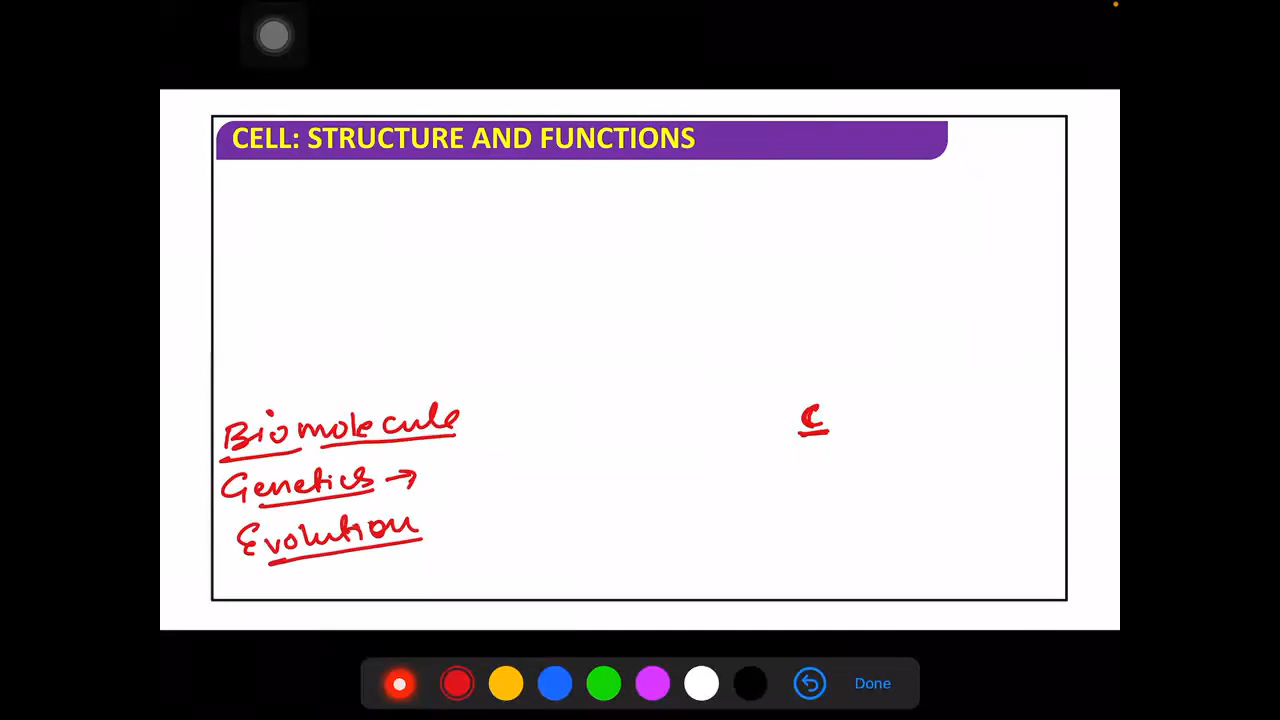 CELL: STRUCTURE AND FUNCTIONS
Biomolecule
C
Genetics →
Evolution
Done